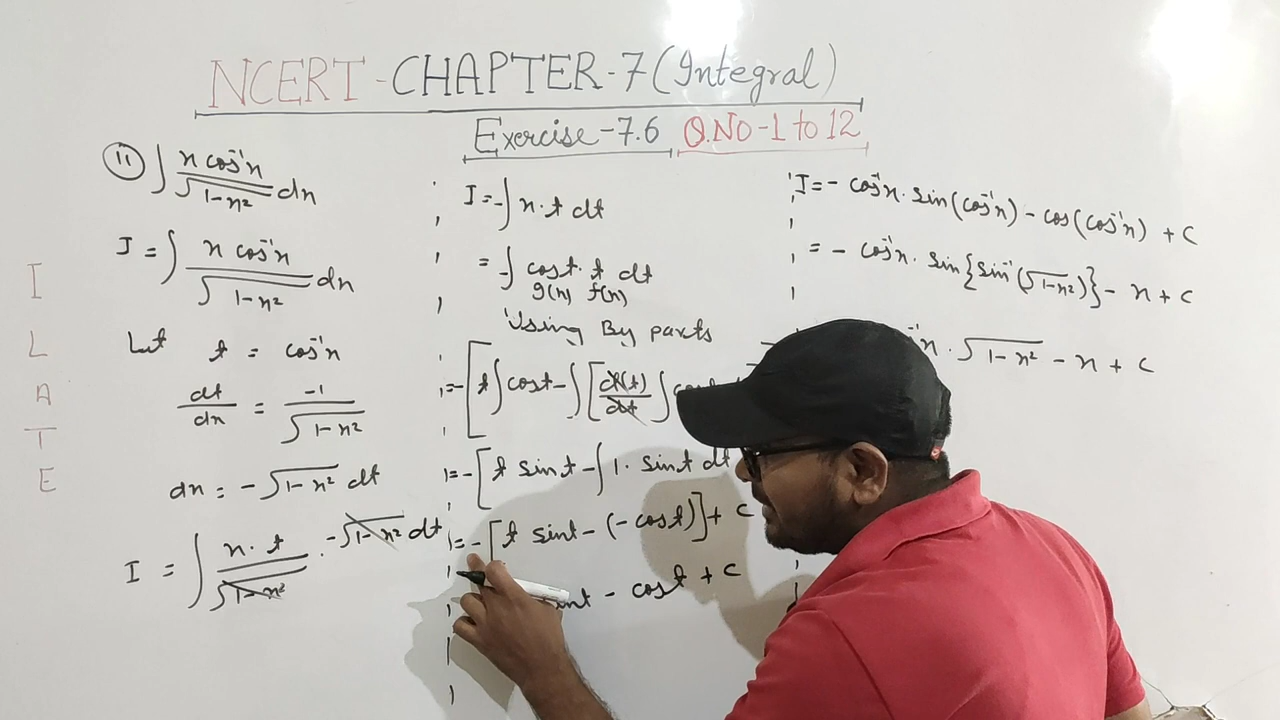 NCERT-CHAPTER-7 (Integral)
Exercise-7.6 Q.NO-1 to 12
I
L
A
T
E
⑪ ∫ x cos⁻¹x / √1-x² dx
I = ∫ x cos⁻¹x / √1-x² dx
Let t = cos⁻¹x
dt/dx = -1/√1-x²
dx = -√1-x² dt
I = ∫ x·t / √1-x² · -√1-x² dt
I = -∫ x·t dt
= -∫ cost·t dt
g(x) f(x)
Using By parts
= -[t ∫cost - ∫[d(t)/dt ∫
= -[t sint - ∫1· sint dt
= -[t sint - (-cost)] + c
- cost + c
I = - cos⁻¹x · sin(cos⁻¹x) - cos(cos⁻¹x) + c
= - cos⁻¹x · sin{sin⁻¹(√1-x²)} - x + c
⁻¹x · √1-x² - x + c